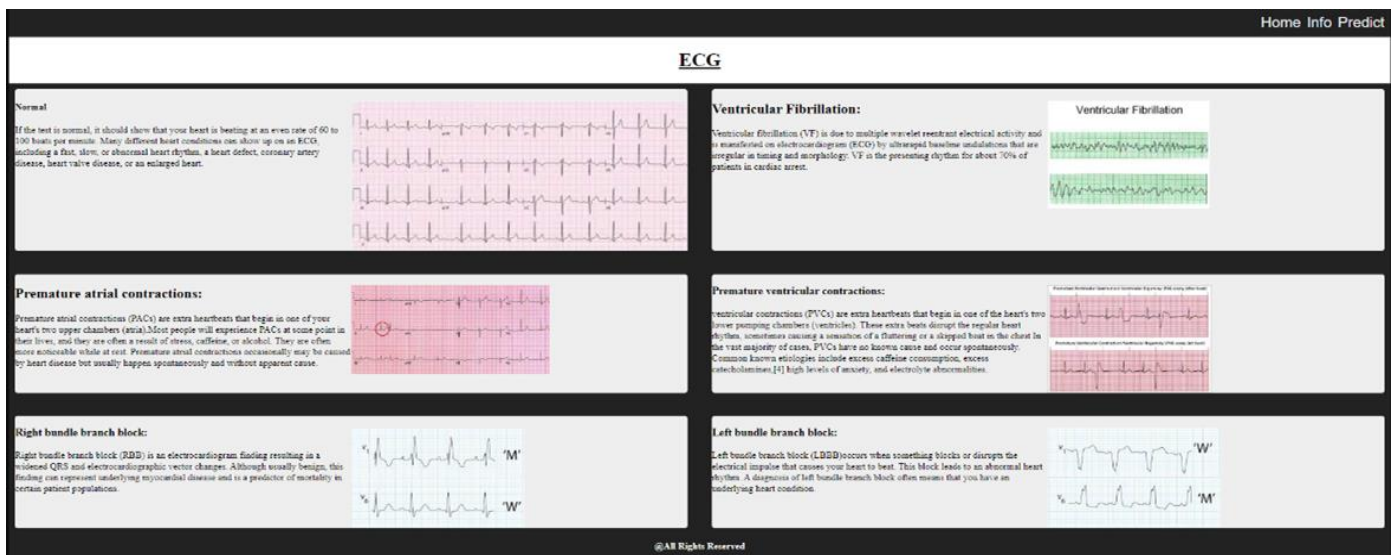 Home Info Predict
ECG
Normal
If the test is normal, it should show that your heart is beating at an even rate of 60 to
100 beats per minute. Many different heart conditions can show up on an ECG,
including a fast, slow, or abnormal heart rhythm, a heart defect, coronary artery
disease, heart valve disease, or an enlarged heart.
Ventricular Fibrillation:
Ventricular fibrillation (VF) is due to multiple wavelet reentrant electrical activity and
is manifested on electrocardiogram (ECG) by ultrarapid baseline undulations that are
irregular in timing and morphology. VF is the presenting rhythm for about 70% of
patients in cardiac arrest.
Ventricular Fibrillation
Premature atrial contractions:
Premature atrial contractions (PACs) are extra heartbeats that begin in one of your
heart's two upper chambers (atria).Most people will experience PACs at some point in
their lives, and they are often a result of stress, caffeine, or alcohol. They are often
more noticeable while at rest. Premature atrial contractions occasionally may be caused
by heart disease but usually happen spontaneously and without apparent cause.
Premature ventricular contractions:
ventricular contractions (PVCs) are extra heartbeats that begin in one of the heart's two
lower pumping chambers (ventricles). These extra beats disrupt the regular heart
rhythm, sometimes causing a sensation of a fluttering or a skipped beat in the chest In
the vast majority of cases, PVCs have no known cause and occur spontaneously.
Common known etiologies include excess caffeine consumption, excess
catecholamines,[4] high levels of anxiety, and electrolyte abnormalities.
Right bundle branch block:
Right bundle branch block (RBB) is an electrocardiogram finding resulting in a
widened QRS and electrocardiographic vector changes. Although usually benign, this
finding can represent underlying myocardial disease and is a predictor of mortality in
certain patient populations.
V1
'M'
V6
'W'
Left bundle branch block:
Left bundle branch block (LBBB)occurs when something blocks or disrupts the
electrical impulse that causes your heart to beat. This block leads to an abnormal heart
rhythm. A diagnosis of left bundle branch block often means that you have an
underlying heart condition.
V1
'W'
V6
'M'
@All Rights Reserved